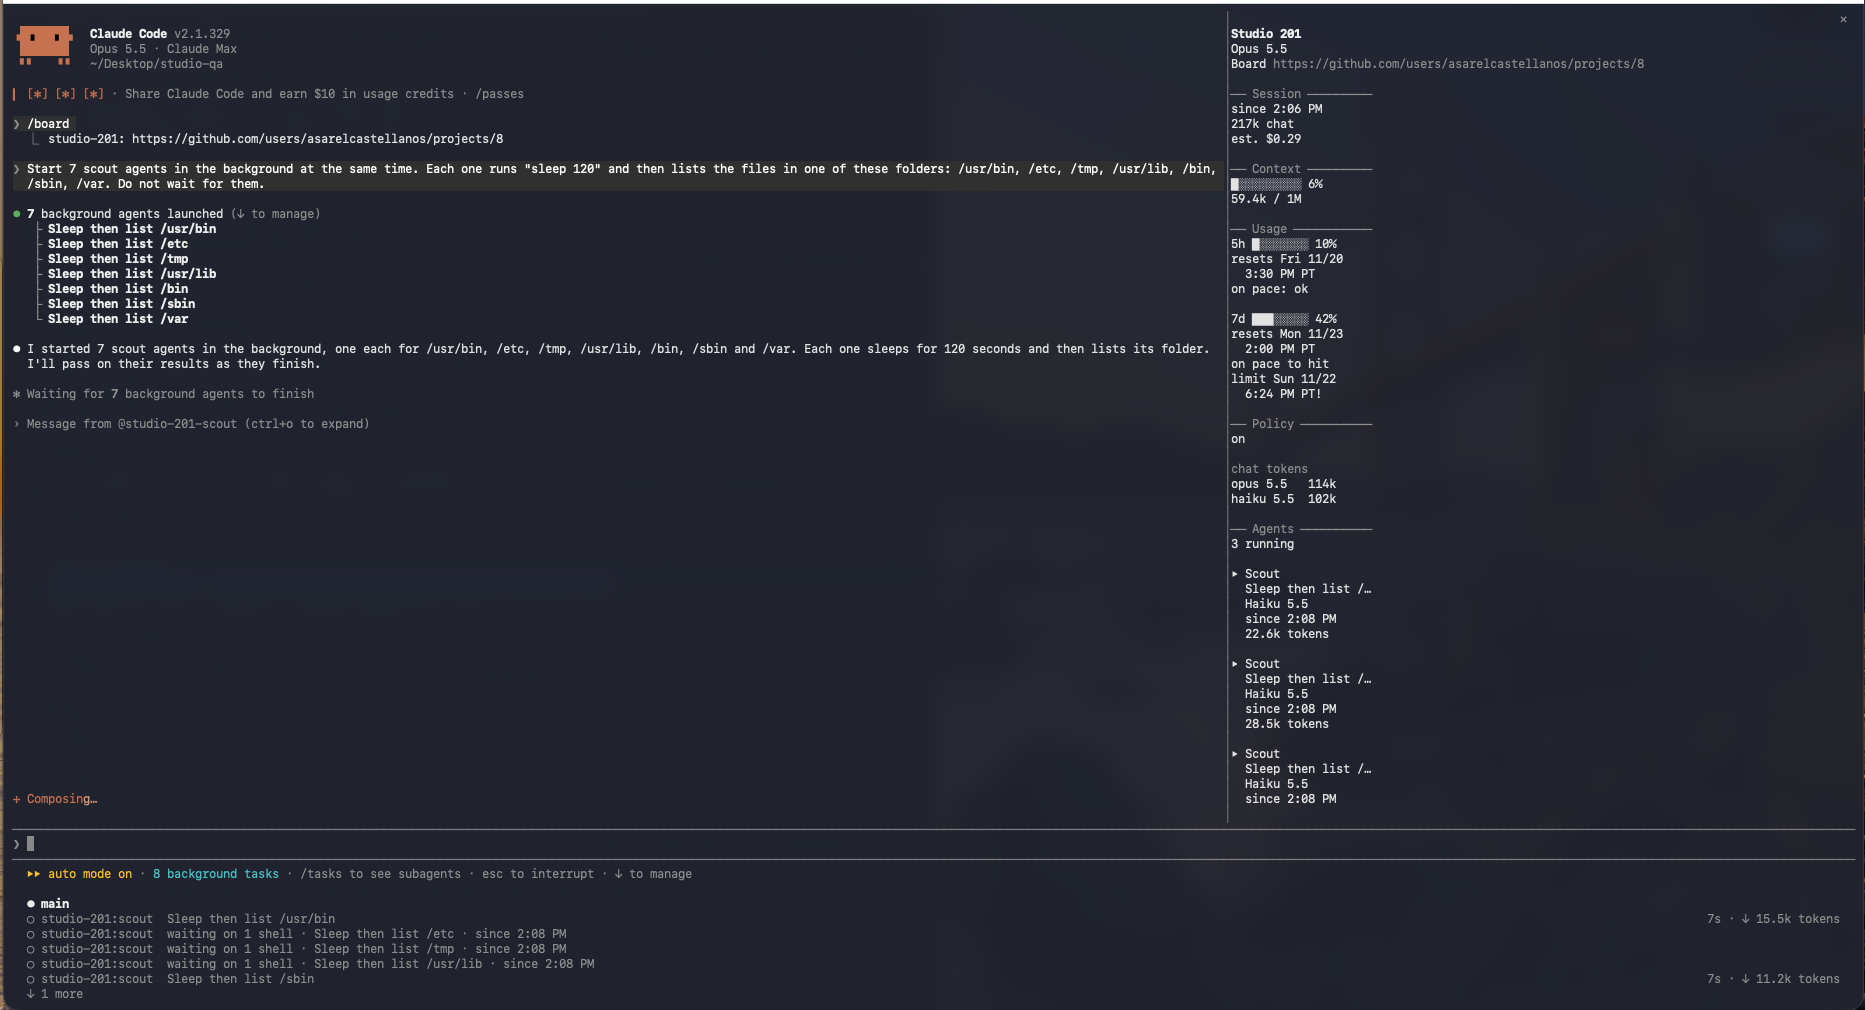 Claude Code v2.1.329
Opus 5.5 · Claude Max
~/Desktop/studio-qa
[✻] [✻] [✻] · Share Claude Code and earn $10 in usage credits · /passes
❯ /board
studio-201: https://github.com/users/asarelcastellanos/projects/8
❯ Start 7 scout agents in the background at the same time. Each one runs "sleep 120" and then lists the files in one of these folders: /usr/bin, /etc, /tmp, /usr/lib, /bin,
/sbin, /var. Do not wait for them.
● 7 background agents launched (↓ to manage)
Sleep then list /usr/bin
Sleep then list /etc
Sleep then list /tmp
Sleep then list /usr/lib
Sleep then list /bin
Sleep then list /sbin
Sleep then list /var
● I started 7 scout agents in the background, one each for /usr/bin, /etc, /tmp, /usr/lib, /bin, /sbin and /var. Each one sleeps for 120 seconds and then lists its folder.
I'll pass on their results as they finish.
✻ Waiting for 7 background agents to finish
› Message from @studio-201-scout (ctrl+o to expand)
+ Composing…
×
Studio 201
Opus 5.5
Board https://github.com/users/asarelcastellanos/projects/8
Session
since 2:06 PM
217k chat
est. $0.29
Context
6%
59.4k / 1M
Usage
5h 10%
resets Fri 11/20
3:30 PM PT
on pace: ok
7d 42%
resets Mon 11/23
2:00 PM PT
on pace to hit
limit Sun 11/22
6:24 PM PT!
Policy
on
chat tokens
opus 5.5 114k
haiku 5.5 102k
Agents
3 running
▸ Scout
Sleep then list /…
Haiku 5.5
since 2:08 PM
22.6k tokens
▸ Scout
Sleep then list /…
Haiku 5.5
since 2:08 PM
28.5k tokens
▸ Scout
Sleep then list /…
Haiku 5.5
since 2:08 PM
❯
▸▸ auto mode on · 8 background tasks · /tasks to see subagents · esc to interrupt · ↓ to manage
● main
○ studio-201:scout Sleep then list /usr/bin 7s · ↓ 15.5k tokens
○ studio-201:scout waiting on 1 shell · Sleep then list /etc · since 2:08 PM
○ studio-201:scout waiting on 1 shell · Sleep then list /tmp · since 2:08 PM
○ studio-201:scout waiting on 1 shell · Sleep then list /usr/lib · since 2:08 PM
○ studio-201:scout Sleep then list /sbin 7s · ↓ 11.2k tokens
↓ 1 more